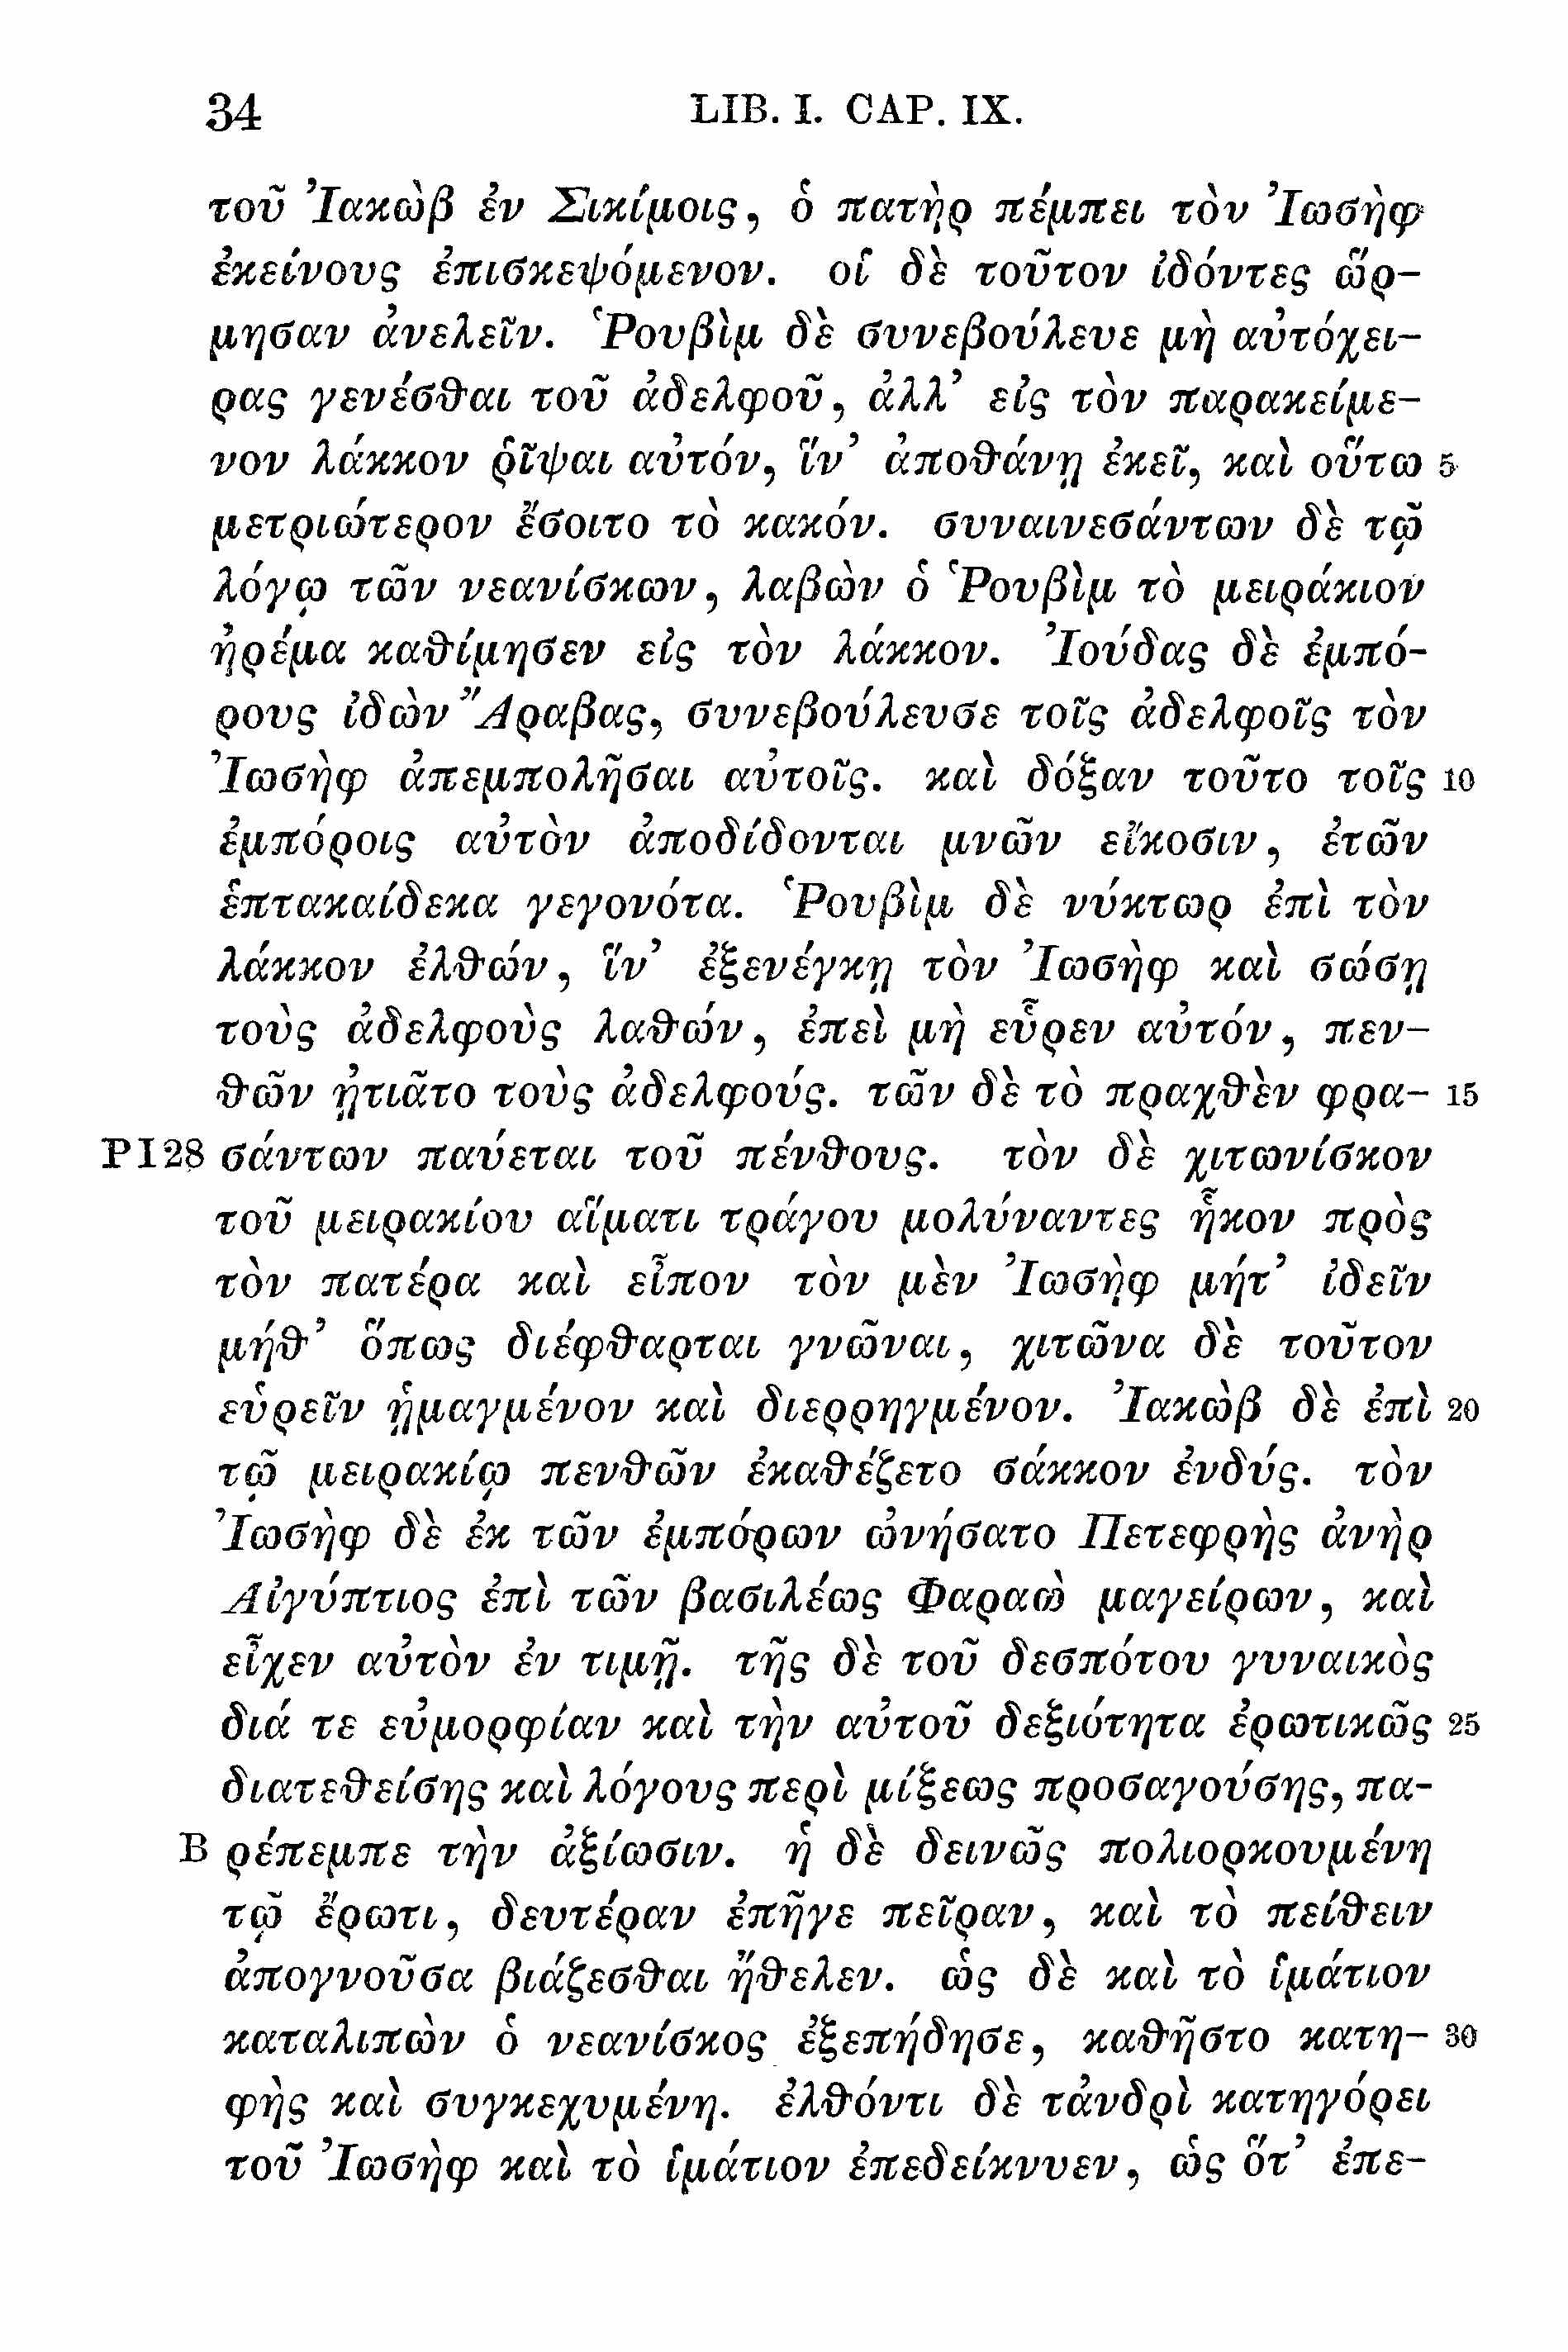 34 LIB. I. CAP. IX.
τοῦ Ἰακὼβ ἐν Σικίμοις, ὁ πατὴρ πέμπει τὸν Ἰωσὴφ
ἐκείνους ἐπισκεψόμενον. οἱ δὲ τοῦτον ἰδόντες ὥρ-
μησαν ἀνελεῖν. Ῥουβὶμ δὲ συνεβούλευε μὴ αὐτόχει-
ρας γενέσθαι τοῦ ἀδελφοῦ, ἀλλ’ εἰς τὸν παρακείμε-
νον λάκκον ῥῖψαι αὐτόν, ἵν’ ἀποθάνῃ ἐκεῖ, καὶ οὕτω 5
μετριώτερον ἔσοιτο τὸ κακόν. συναινεσάντων δὲ τῷ
λόγῳ τῶν νεανίσκων, λαβὼν ὁ Ῥουβὶμ τὸ μειράκιον
ἠρέμα καθίμησεν εἰς τὸν λάκκον. Ἰούδας δὲ ἐμπό-
ρους ἰδὼν Ἄραβας, συνεβούλευσε τοῖς ἀδελφοῖς τὸν
Ἰωσὴφ ἀπεμπολῆσαι αὐτοῖς. καὶ δόξαν τοῦτο τοῖς 10
ἐμπόροις αὐτὸν ἀποδίδονται μνῶν εἴκοσιν, ἐτῶν
ἑπτακαίδεκα γεγονότα. Ῥουβὶμ δὲ νύκτωρ ἐπὶ τὸν
λάκκον ἐλθών, ἵν’ ἐξενέγκῃ τὸν Ἰωσὴφ καὶ σώσῃ
τοὺς ἀδελφοὺς λαθών, ἐπεὶ μὴ εὗρεν αὐτόν, πεν-
θῶν ᾐτιᾶτο τοὺς ἀδελφούς. τῶν δὲ τὸ πραχθὲν φρα- 15
PI28 σάντων παύεται τοῦ πένθους. τὸν δὲ χιτωνίσκον
τοῦ μειρακίου αἵματι τράγου μολύναντες ἧκον πρὸς
τὸν πατέρα καὶ εἶπον τὸν μὲν Ἰωσὴφ μήτ’ ἰδεῖν
μήθ’ ὅπως διέφθαρται γνῶναι, χιτῶνα δὲ τοῦτον
εὑρεῖν ᾑμαγμένον καὶ διερρηγμένον. Ἰακὼβ δὲ ἐπὶ 20
τῷ μειρακίῳ πενθῶν ἐκαθέζετο σάκκον ἐνδύς. τὸν
Ἰωσὴφ δὲ ἐκ τῶν ἐμπόρων ὠνήσατο Πετεφρὴς ἀνὴρ
Αἰγύπτιος ἐπὶ τῶν βασιλέως Φαραὼ μαγείρων, καὶ
εἶχεν αὐτὸν ἐν τιμῇ. τῆς δὲ τοῦ δεσπότου γυναικὸς
διά τε εὐμορφίαν καὶ τὴν αὐτοῦ δεξιότητα ἐρωτικῶς 25
διατεθείσης καὶ λόγους περὶ μίξεως προσαγούσης, πα-
B ρέπεμπε τὴν ἀξίωσιν. ἡ δὲ δεινῶς πολιορκουμένη
τῷ ἔρωτι, δευτέραν ἐπῆγε πεῖραν, καὶ τὸ πείθειν
ἀπογνοῦσα βιάζεσθαι ἤθελεν. ὡς δὲ καὶ τὸ ἱμάτιον
καταλιπὼν ὁ νεανίσκος ἐξεπήδησε, καθῆστο κατη- 30
φὴς καὶ συγκεχυμένη. ἐλθόντι δὲ τἀνδρὶ κατηγόρει
τοῦ Ἰωσὴφ καὶ τὸ ἱμάτιον ἐπεδείκνυεν, ὡς ὅτ’ ἐπε-